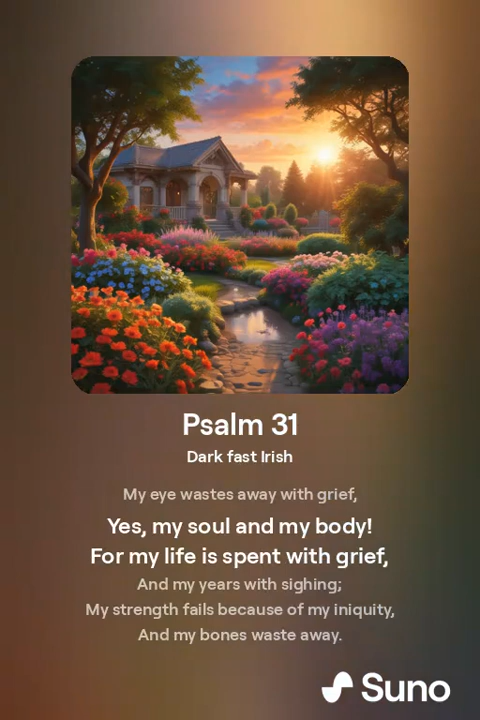 Psalm 31
Dark fast Irish
My eye wastes away with grief,
Yes, my soul and my body!
For my life is spent with grief,
And my years with sighing;
My strength fails because of my iniquity,
And my bones waste away.
Suno